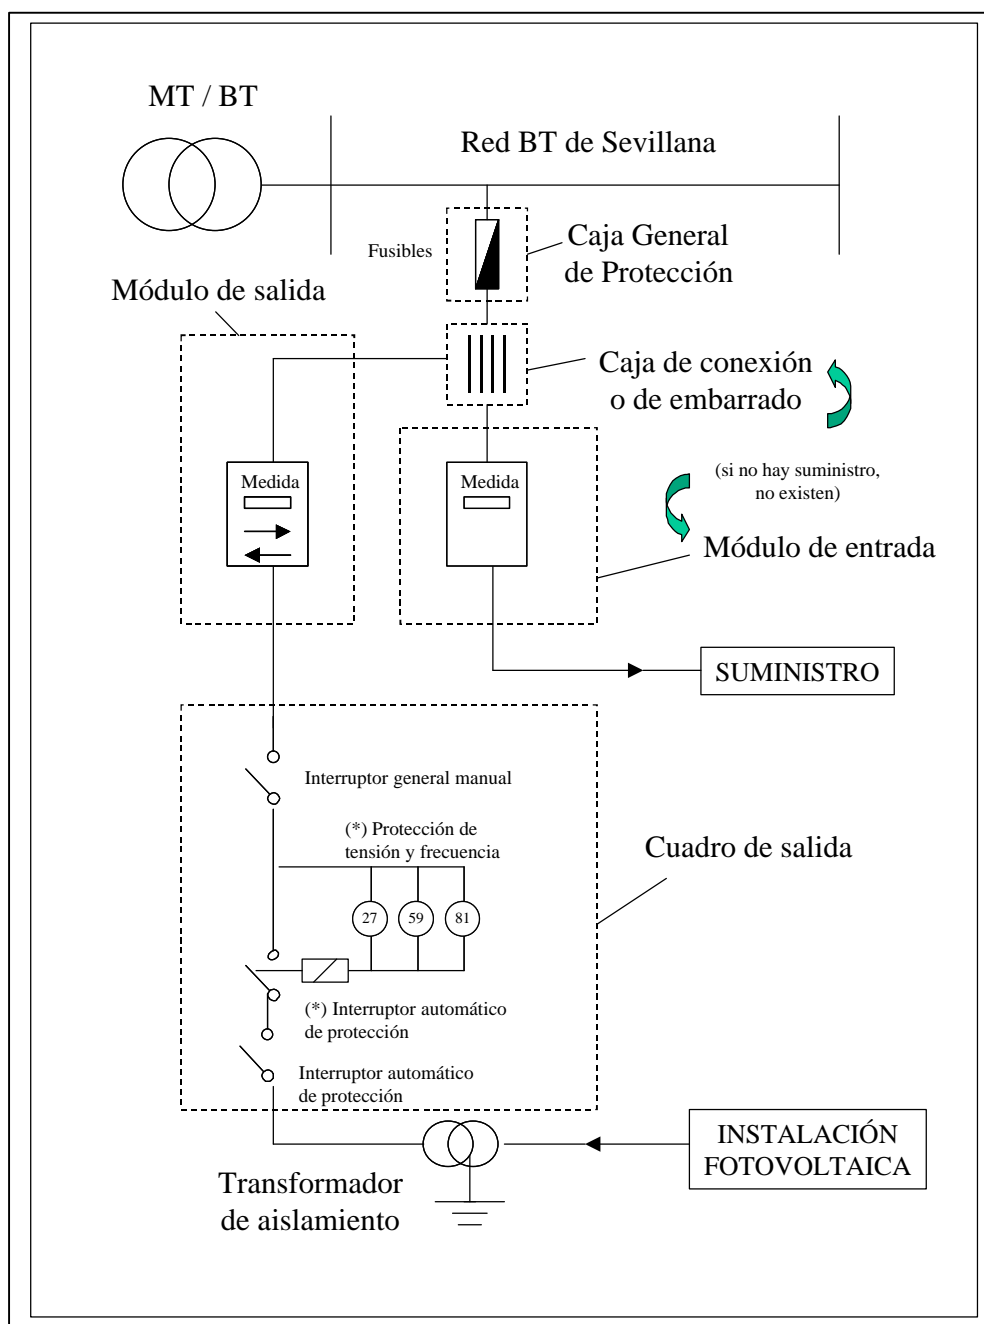 MT / BT
Red BT de Sevillana
Fusibles
Caja General
de Protección
Módulo de salida
Caja de conexión
o de embarrado
Medida
Medida
(si no hay suministro,
no existen)
Módulo de entrada
SUMINISTRO
Interruptor general manual
(*) Protección de
tensión y frecuencia
Cuadro de salida
27
59
81
(*) Interruptor automático
de protección
Interruptor automático
de protección
INSTALACIÓN
FOTOVOLTAICA
Transformador
de aislamiento